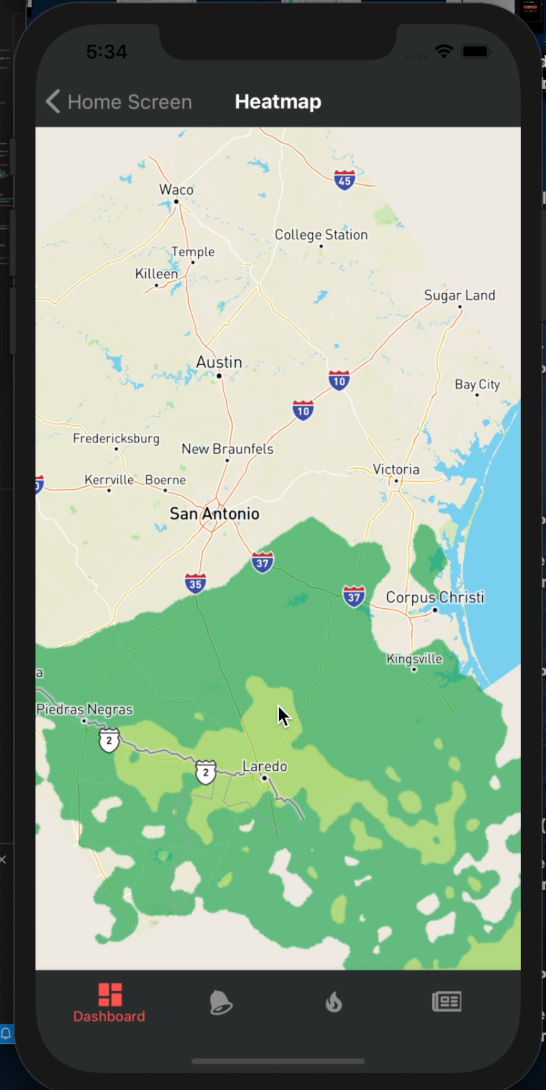 5:34
Home Screen
Heatmap
45
Waco
College Station
Temple
Killeen
Sugar Land
Austin
10
Bay City
10
Fredericksburg
New Braunfels
Victoria
Kerrville
Boerne
San Antonio
37
35
37
Corpus Christi
Kingsville
a
Piedras Negras
2
Laredo
2
Dashboard